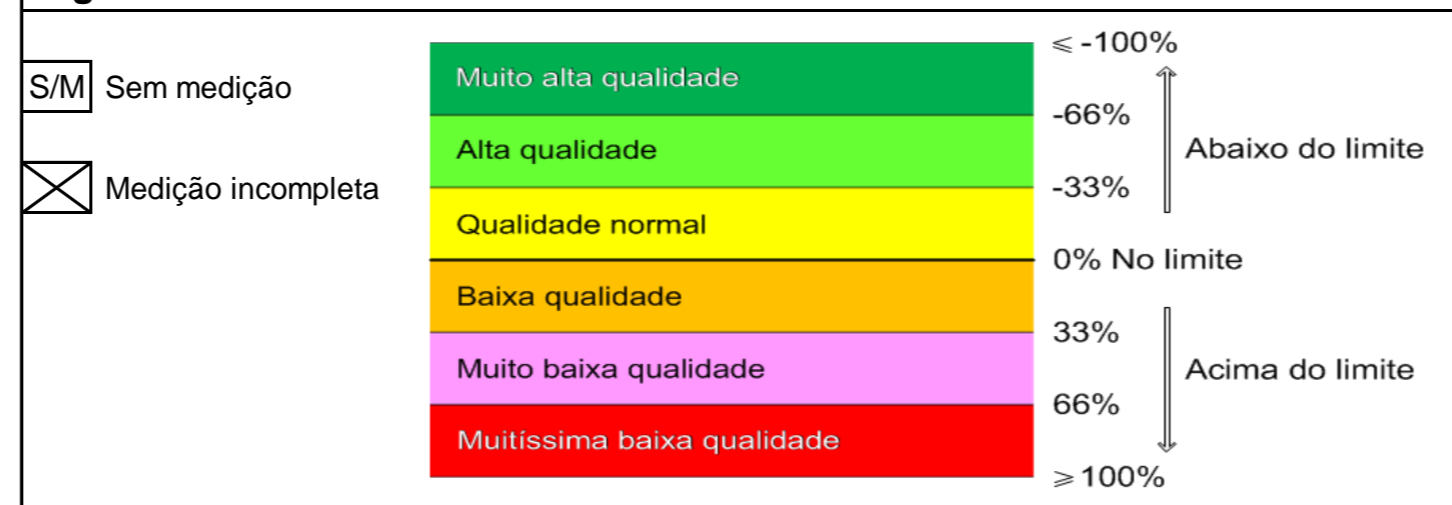 S/M Sem medição
Medição incompleta
Muito alta qualidade
Alta qualidade
Qualidade normal
Baixa qualidade
Muito baixa qualidade
Muitíssima baixa qualidade
⩽ -100%
-66%
-33%
0% No limite
33%
66%
⩾ 100%
Abaixo do limite
Acima do limite